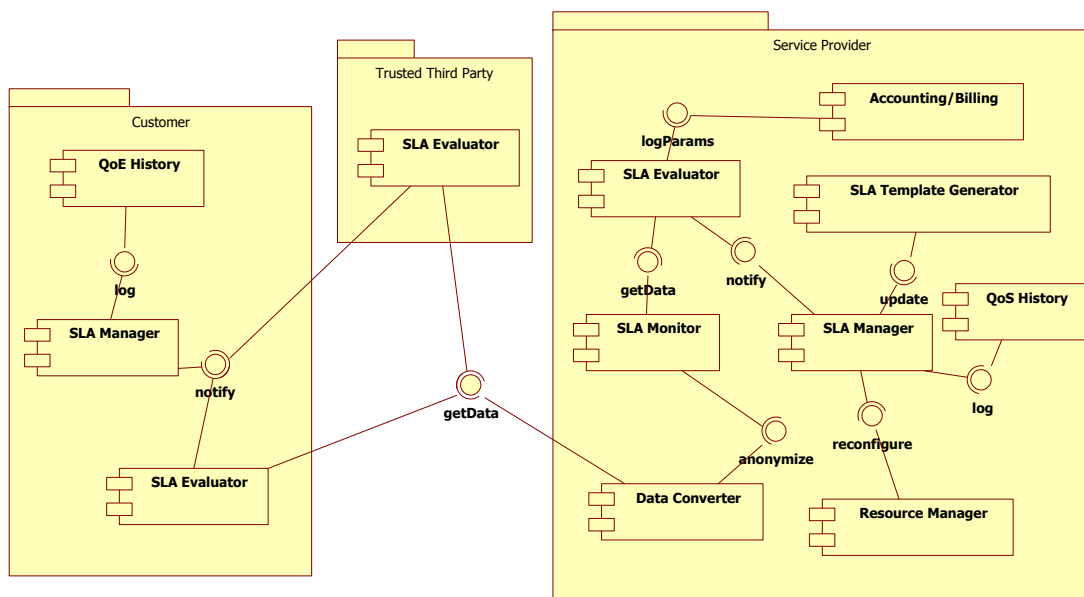 Customer
QoE History
log
SLA Manager
notify
SLA Evaluator
Trusted Third Party
SLA Evaluator
getData
Service Provider
Accounting/Billing
logParams
SLA Evaluator
SLA Template Generator
getData
notify
update
QoS History
SLA Monitor
SLA Manager
log
anonymize
reconfigure
Data Converter
Resource Manager